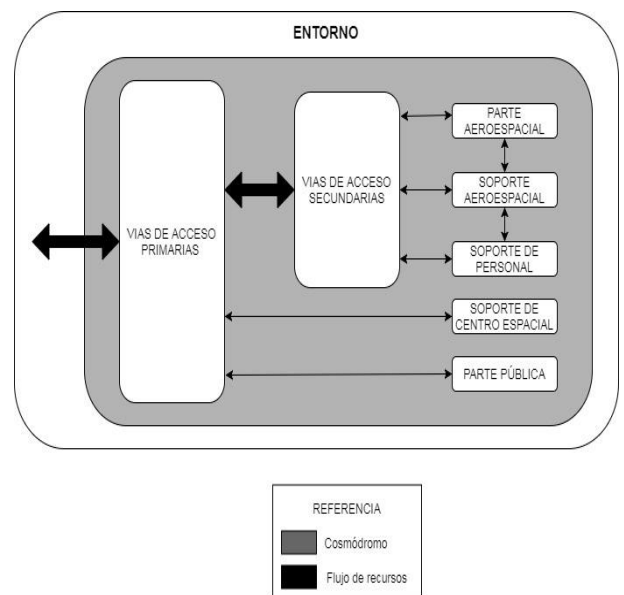 ENTORNO
VIAS DE ACCESO
PRIMARIAS
VIAS DE ACCESO
SECUNDARIAS
PARTE
AEROESPACIAL
SOPORTE
AEROESPACIAL
SOPORTE DE
PERSONAL
SOPORTE DE
CENTRO ESPACIAL
PARTE PÚBLICA
REFERENCIA
Cosmódromo
Flujo de recursos